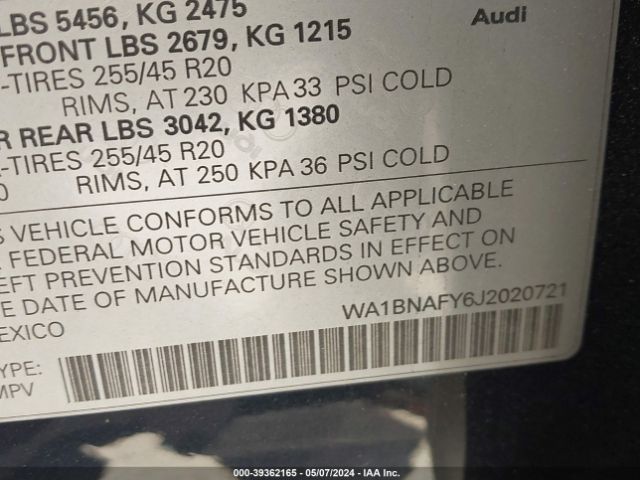 LBS 5456, KG 2475
Audi
FRONT LBS 2679, KG 1215
-TIRES 255/45 R20
RIMS, AT 230 KPA 33 PSI COLD
R REAR LBS 3042, KG 1380
-TIRES 255/45 R20
0 RIMS, AT 250 KPA 36 PSI COLD
S VEHICLE CONFORMS TO ALL APPLICABLE
FEDERAL MOTOR VEHICLE SAFETY AND
EFT PREVENTION STANDARDS IN EFFECT ON
E DATE OF MANUFACTURE SHOWN ABOVE.
EXICO
WA1BNAFY6J2020721
YPE:
MPV
000-39362165 - 05/07/2024 - IAA Inc.